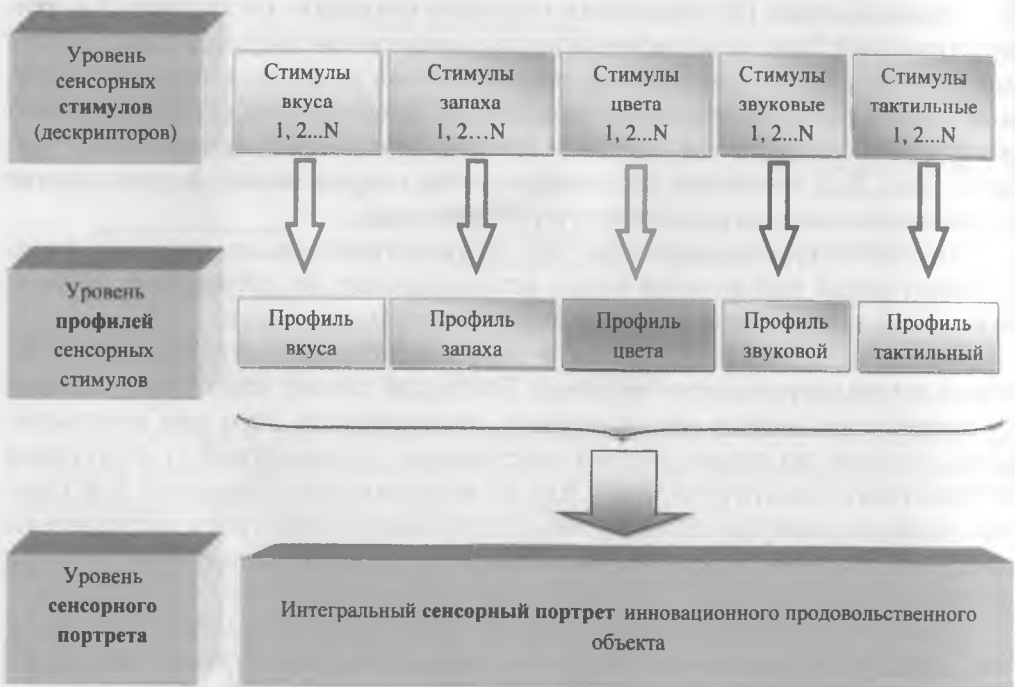 Уровень
сенсорных
стимулов
(дескрипторов)
Стимулы
вкуса
1, 2...N
Стимулы
запаха
1, 2...N
Стимулы
цвета
1, 2...N
Стимулы
звуковые
1, 2...N
Стимулы
тактильные
1, 2...N
Уровень
профилей
сенсорных
стимулов
Профиль
вкуса
Профиль
запаха
Профиль
цвета
Профиль
звуковой
Профиль
тактильный
Уровень
сенсорного
портрета
Интегральный сенсорный портрет инновационного продовольственного
объекта